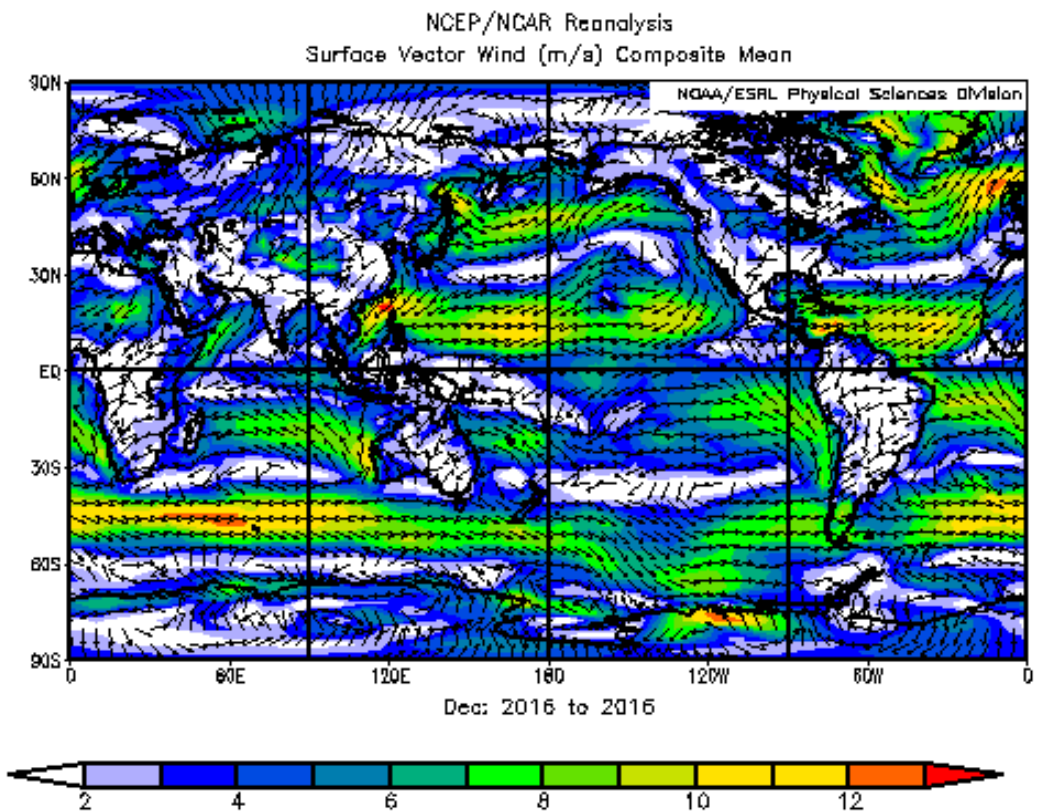 NCEP/NCAR Reanalysis
Surface Vector Wind (m/s) Composite Mean
NOAA/ESRL Physical Sciences Division
90N
60N
30N
EQ
30S
60S
90S
0 60E 120E 180 120W 60W 0
Dec: 2016 to 2016
2 4 6 8 10 12